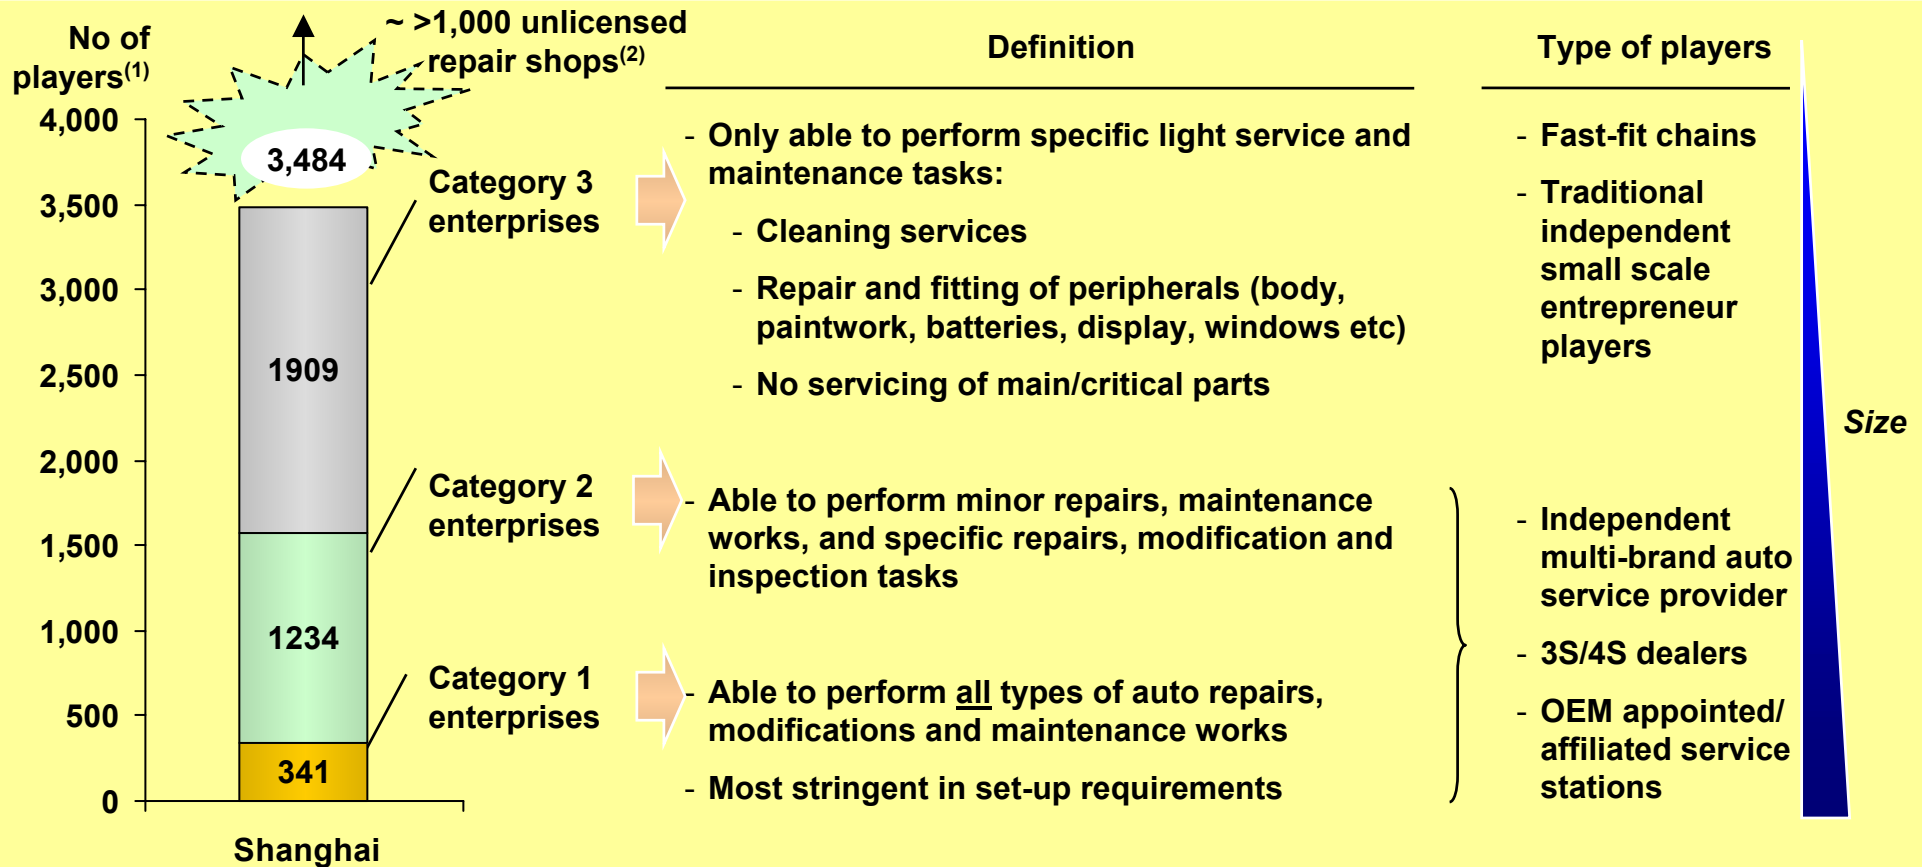 No of
players(1)
~ >1,000 unlicensed
repair shops(2)
4,000
3,500
3,000
2,500
2,000
1,500
1,000
500
0
3,484
1909
1234
341
Shanghai
Category 3
enterprises
Category 2
enterprises
Category 1
enterprises
Definition
- Only able to perform specific light service and
maintenance tasks:
- Cleaning services
- Repair and fitting of peripherals (body,
paintwork, batteries, display, windows etc)
- No servicing of main/critical parts
- Able to perform minor repairs, maintenance
works, and specific repairs, modification and
inspection tasks
- Able to perform all types of auto repairs,
modifications and maintenance works
- Most stringent in set-up requirements
Type of players
- Fast-fit chains
- Traditional
independent
small scale
entrepreneur
players
- Independent
multi-brand auto
service provider
- 3S/4S dealers
- OEM appointed/
affiliated service
stations
Size